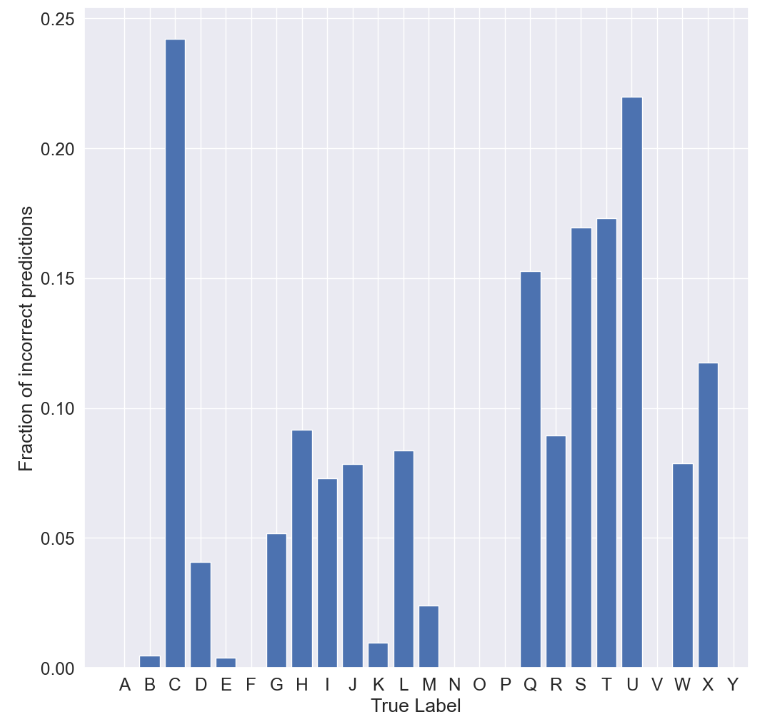 0.25
0.20
0.15
0.10
0.05
0.00
Fraction of incorrect predictions
A B C D E F G H I J K L M N O P Q R S T U V W X Y
True Label